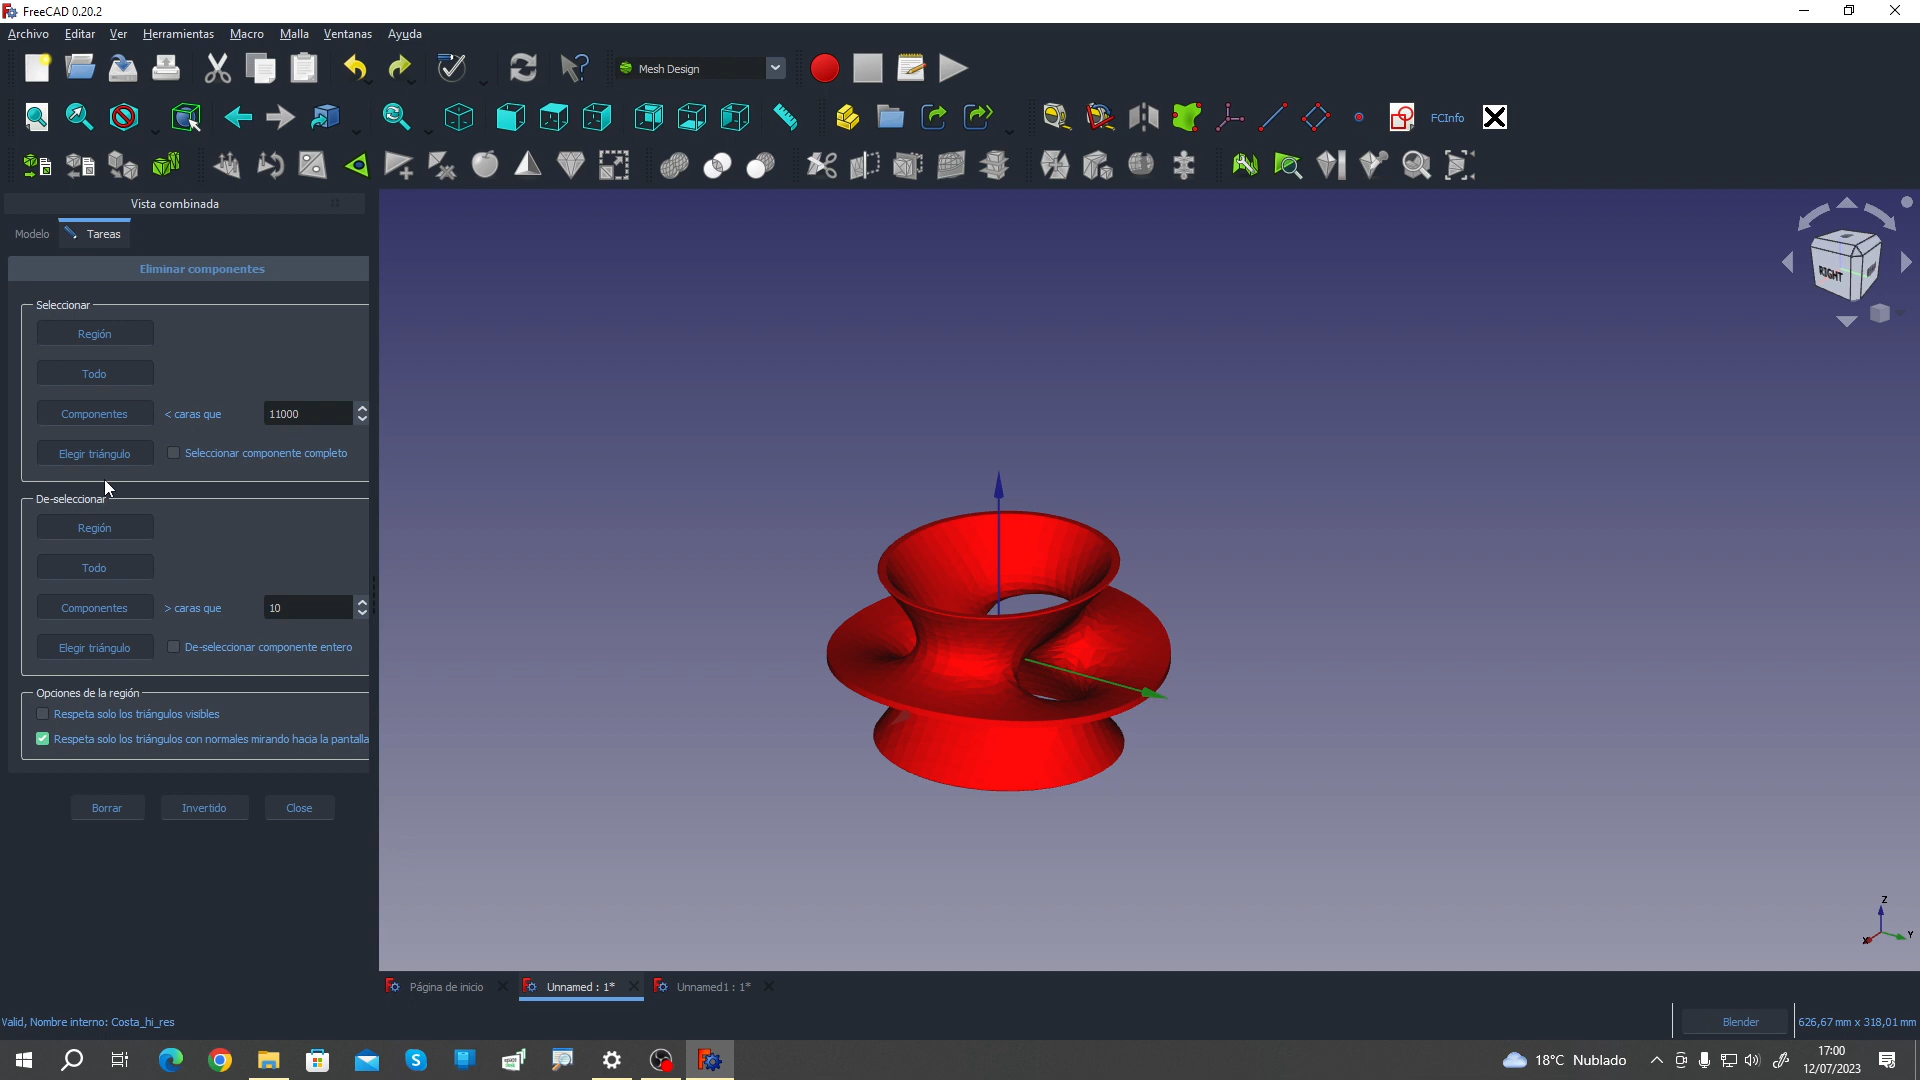 FreeCAD 0.20.2
Archivo Editar Ver Herramientas Macro Malla Ventanas Ayuda
Mesh Design
FCInfo
Vista combinada
Modelo Tareas
Eliminar componentes
Seleccionar
Región
Todo
Componentes < caras que 11000
Elegir triángulo Seleccionar componente completo
De-seleccionar
Región
Todo
Componentes > caras que 10
Elegir triángulo De-seleccionar componente entero
Opciones de la región
Respeta solo los triángulos visibles
Respeta solo los triángulos con normales mirando hacia la pantalla
Borrar Invertido Close
RIGHT
Z
X Y
Página de inicio Unnamed : 1* Unnamed1 : 1*
Valid, Nombre interno: Costa_hi_res
Blender 626,67 mm x 318,01 mm
18°C Nublado
17:00
12/07/2023